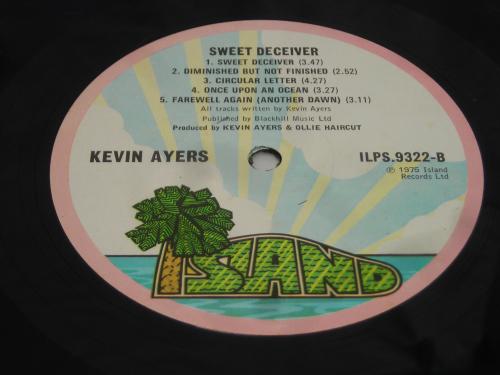 SWEET DECEIVER
1. SWEET DECEIVER (3.47)
2. DIMINISHED BUT NOT FINISHED (2.52)
3. CIRCULAR LETTER (4.27)
4. ONCE UPON AN OCEAN (3.27)
5. FAREWELL AGAIN (ANOTHER DAWN) (3.11)
All tracks written by Kevin Ayers
Published by Blackhill Music Ltd
Produced by KEVIN AYERS & OLLIE HAIRCUT
KEVIN AYERS
ILPS.9322-B
℗ 1975 Island
Records Ltd
ISLAND